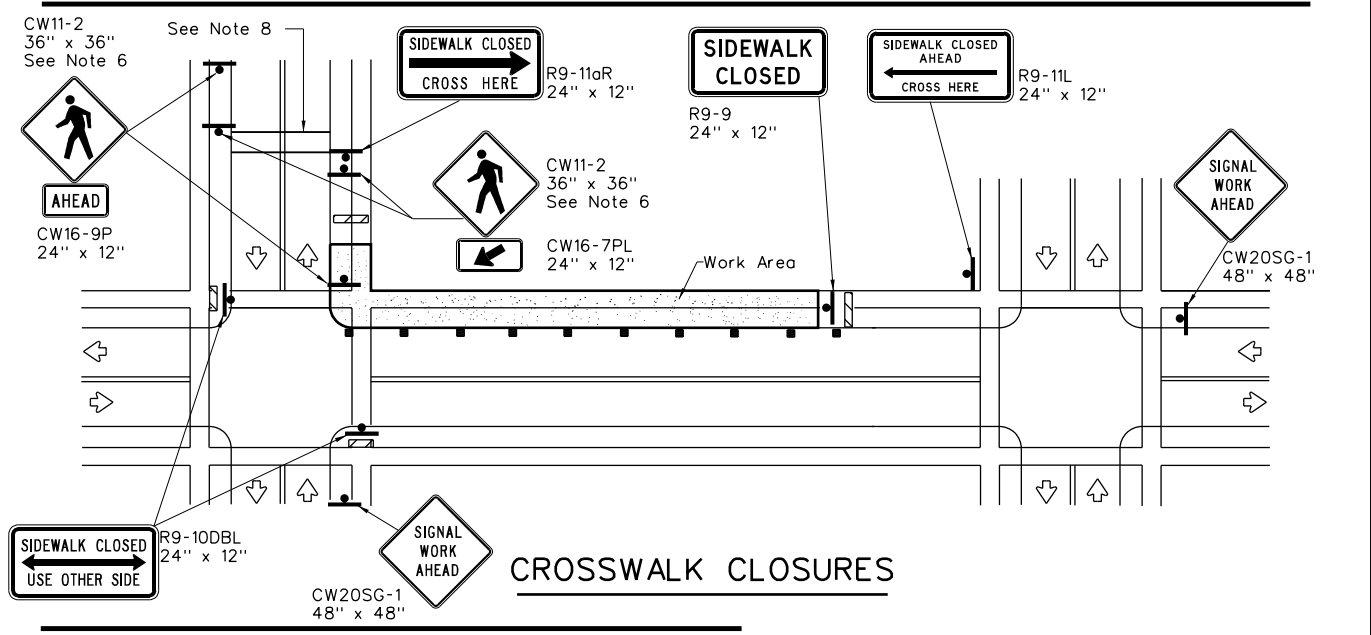 CW11-2
36" x 36"
See Note 6
See Note 8
SIDEWALK CLOSED
CROSS HERE
R9-11aR
24" x 12"
SIDEWALK
CLOSED
R9-9
24" x 12"
SIDEWALK CLOSED
AHEAD
CROSS HERE
R9-11L
24" x 12"
AHEAD
CW16-9P
24" x 12"
CW11-2
36" x 36"
See Note 6
CW16-7PL
24" x 12"
SIGNAL
WORK
AHEAD
CW20SG-1
48" x 48"
Work Area
SIDEWALK CLOSED
USE OTHER SIDE
R9-10DBL
24" x 12"
SIGNAL
WORK
AHEAD
CW20SG-1
48" x 48"
CROSSWALK CLOSURES